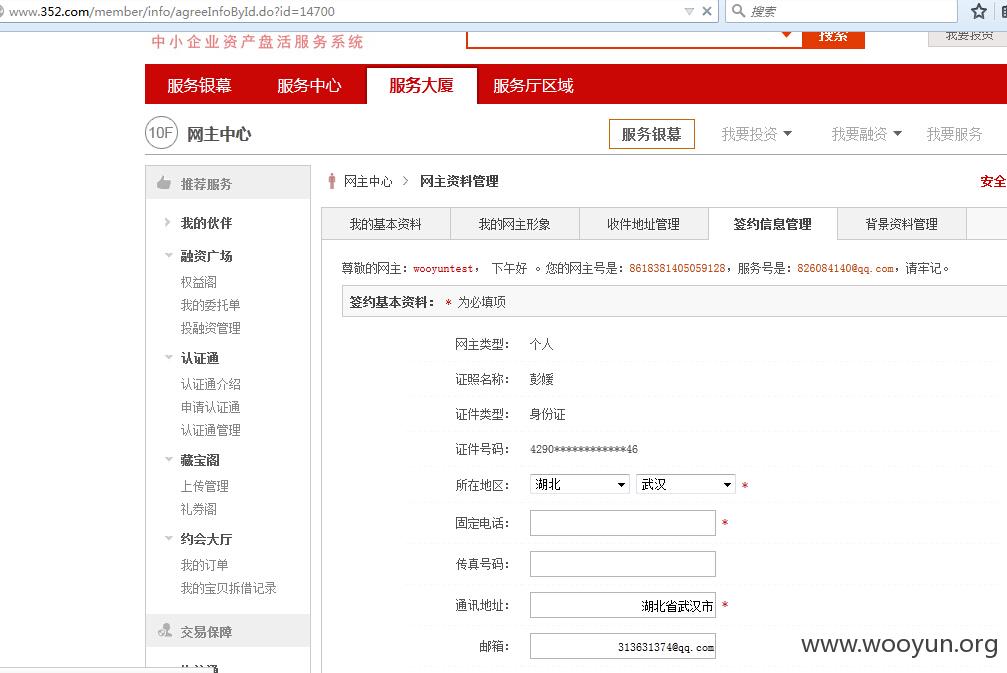 www.352.com/member/info/agreeInfoById.do?id=14700
搜索
中小企业资产盘活服务系统
搜索
我要投资
服务银幕 服务中心 服务大厦 服务厅区域
10F 网主中心 服务银幕 我要投资 我要融资 我要服务
推荐服务
我的伙伴
融资广场
权益阁
我的委托单
投融资管理
认证通
认证通介绍
申请认证通
认证通管理
藏宝阁
上传管理
礼券阁
约会大厅
我的订单
我的宝贝拆借记录
交易保障
网主中心 > 网主资料管理 安全
我的基本资料 我的网主形象 收件地址管理 签约信息管理 背景资料管理
尊敬的网主：wooyuntest， 下午好 。您的网主号是：8618381405059128，服务号是：826084140@qq.com，请牢记。
签约基本资料： * 为必填项
网主类型： 个人
证照名称： 彭媛
证件类型： 身份证
证件号码： 4290************46
所在地区： 湖北 武汉 *
固定电话： *
传真号码：
通讯地址： 湖北省武汉市 *
邮箱： 313631374@qq.com
www.wooyun.org